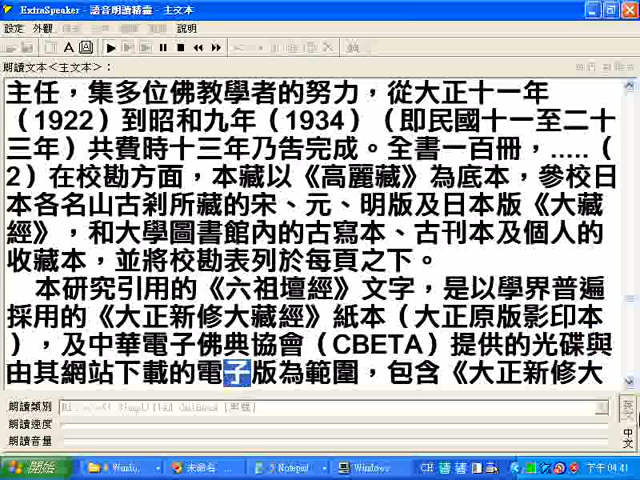 ExtraSpeaker - 語音朗讀精靈 - 主文本
設定 外觀 說明
朗讀文本<主文本>：
主任，集多位佛教學者的努力，從大正十一年
（1922）到昭和九年（1934）（即民國十一至二十
三年）共費時十三年乃告完成。全書一百冊，.....（
2）在校勘方面，本藏以《高麗藏》為底本，參校日
本各名山古剎所藏的宋、元、明版及日本版《大藏
經》，和大學圖書館內的古寫本、古刊本及個人的
收藏本，並將校勘表列於每頁之下。
本研究引用的《六祖壇經》文字，是以學界普遍
採用的《大正新修大藏經》紙本（大正原版影印本
），及中華電子佛典協會（CBETA）提供的光碟與
由其網站下載的電子版為範圍，包含《大正新修大
朗讀類別
朗讀速度
朗讀音量
英文
中文
開始 Windo.. 未命名 ... Notepad Windows CH 下午 04:41